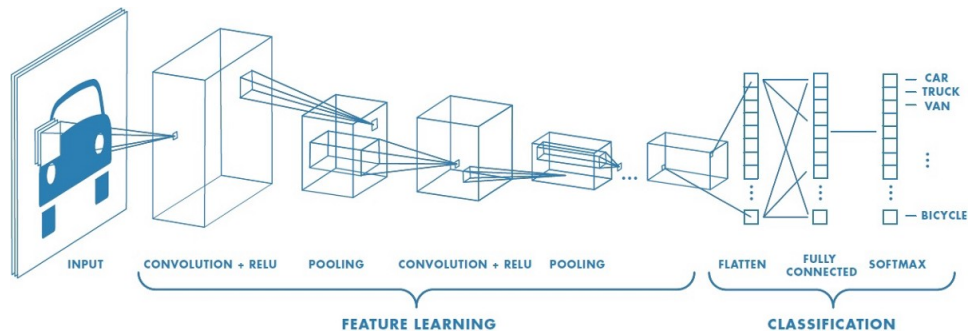 CAR
TRUCK
VAN
BICYCLE
INPUT
CONVOLUTION + RELU
POOLING
CONVOLUTION + RELU
POOLING
FLATTEN
FULLY
CONNECTED
SOFTMAX
FEATURE LEARNING
CLASSIFICATION